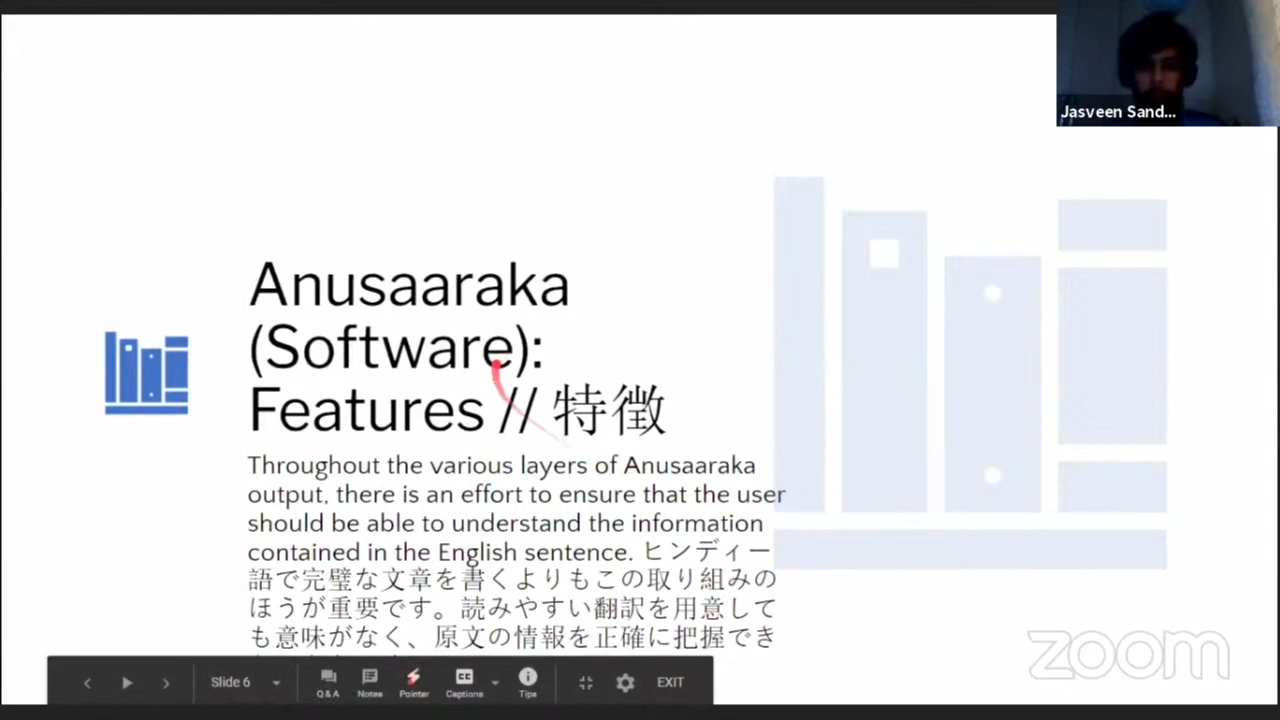 Jasveen Sand...
Anusaaraka
(Software):
Features // 特徴
Throughout the various layers of Anusaaraka
output, there is an effort to ensure that the user
should be able to understand the information
contained in the English sentence. ヒンディー
語で完璧な文章を書くよりもこの取り組みの
ほうが重要です。読みやすい翻訳を用意して
も意味がなく、原文の情報を正確に把握でき
Slide 6
Q&A
Notes
Pointer
Captions
Tips
EXIT
zoom